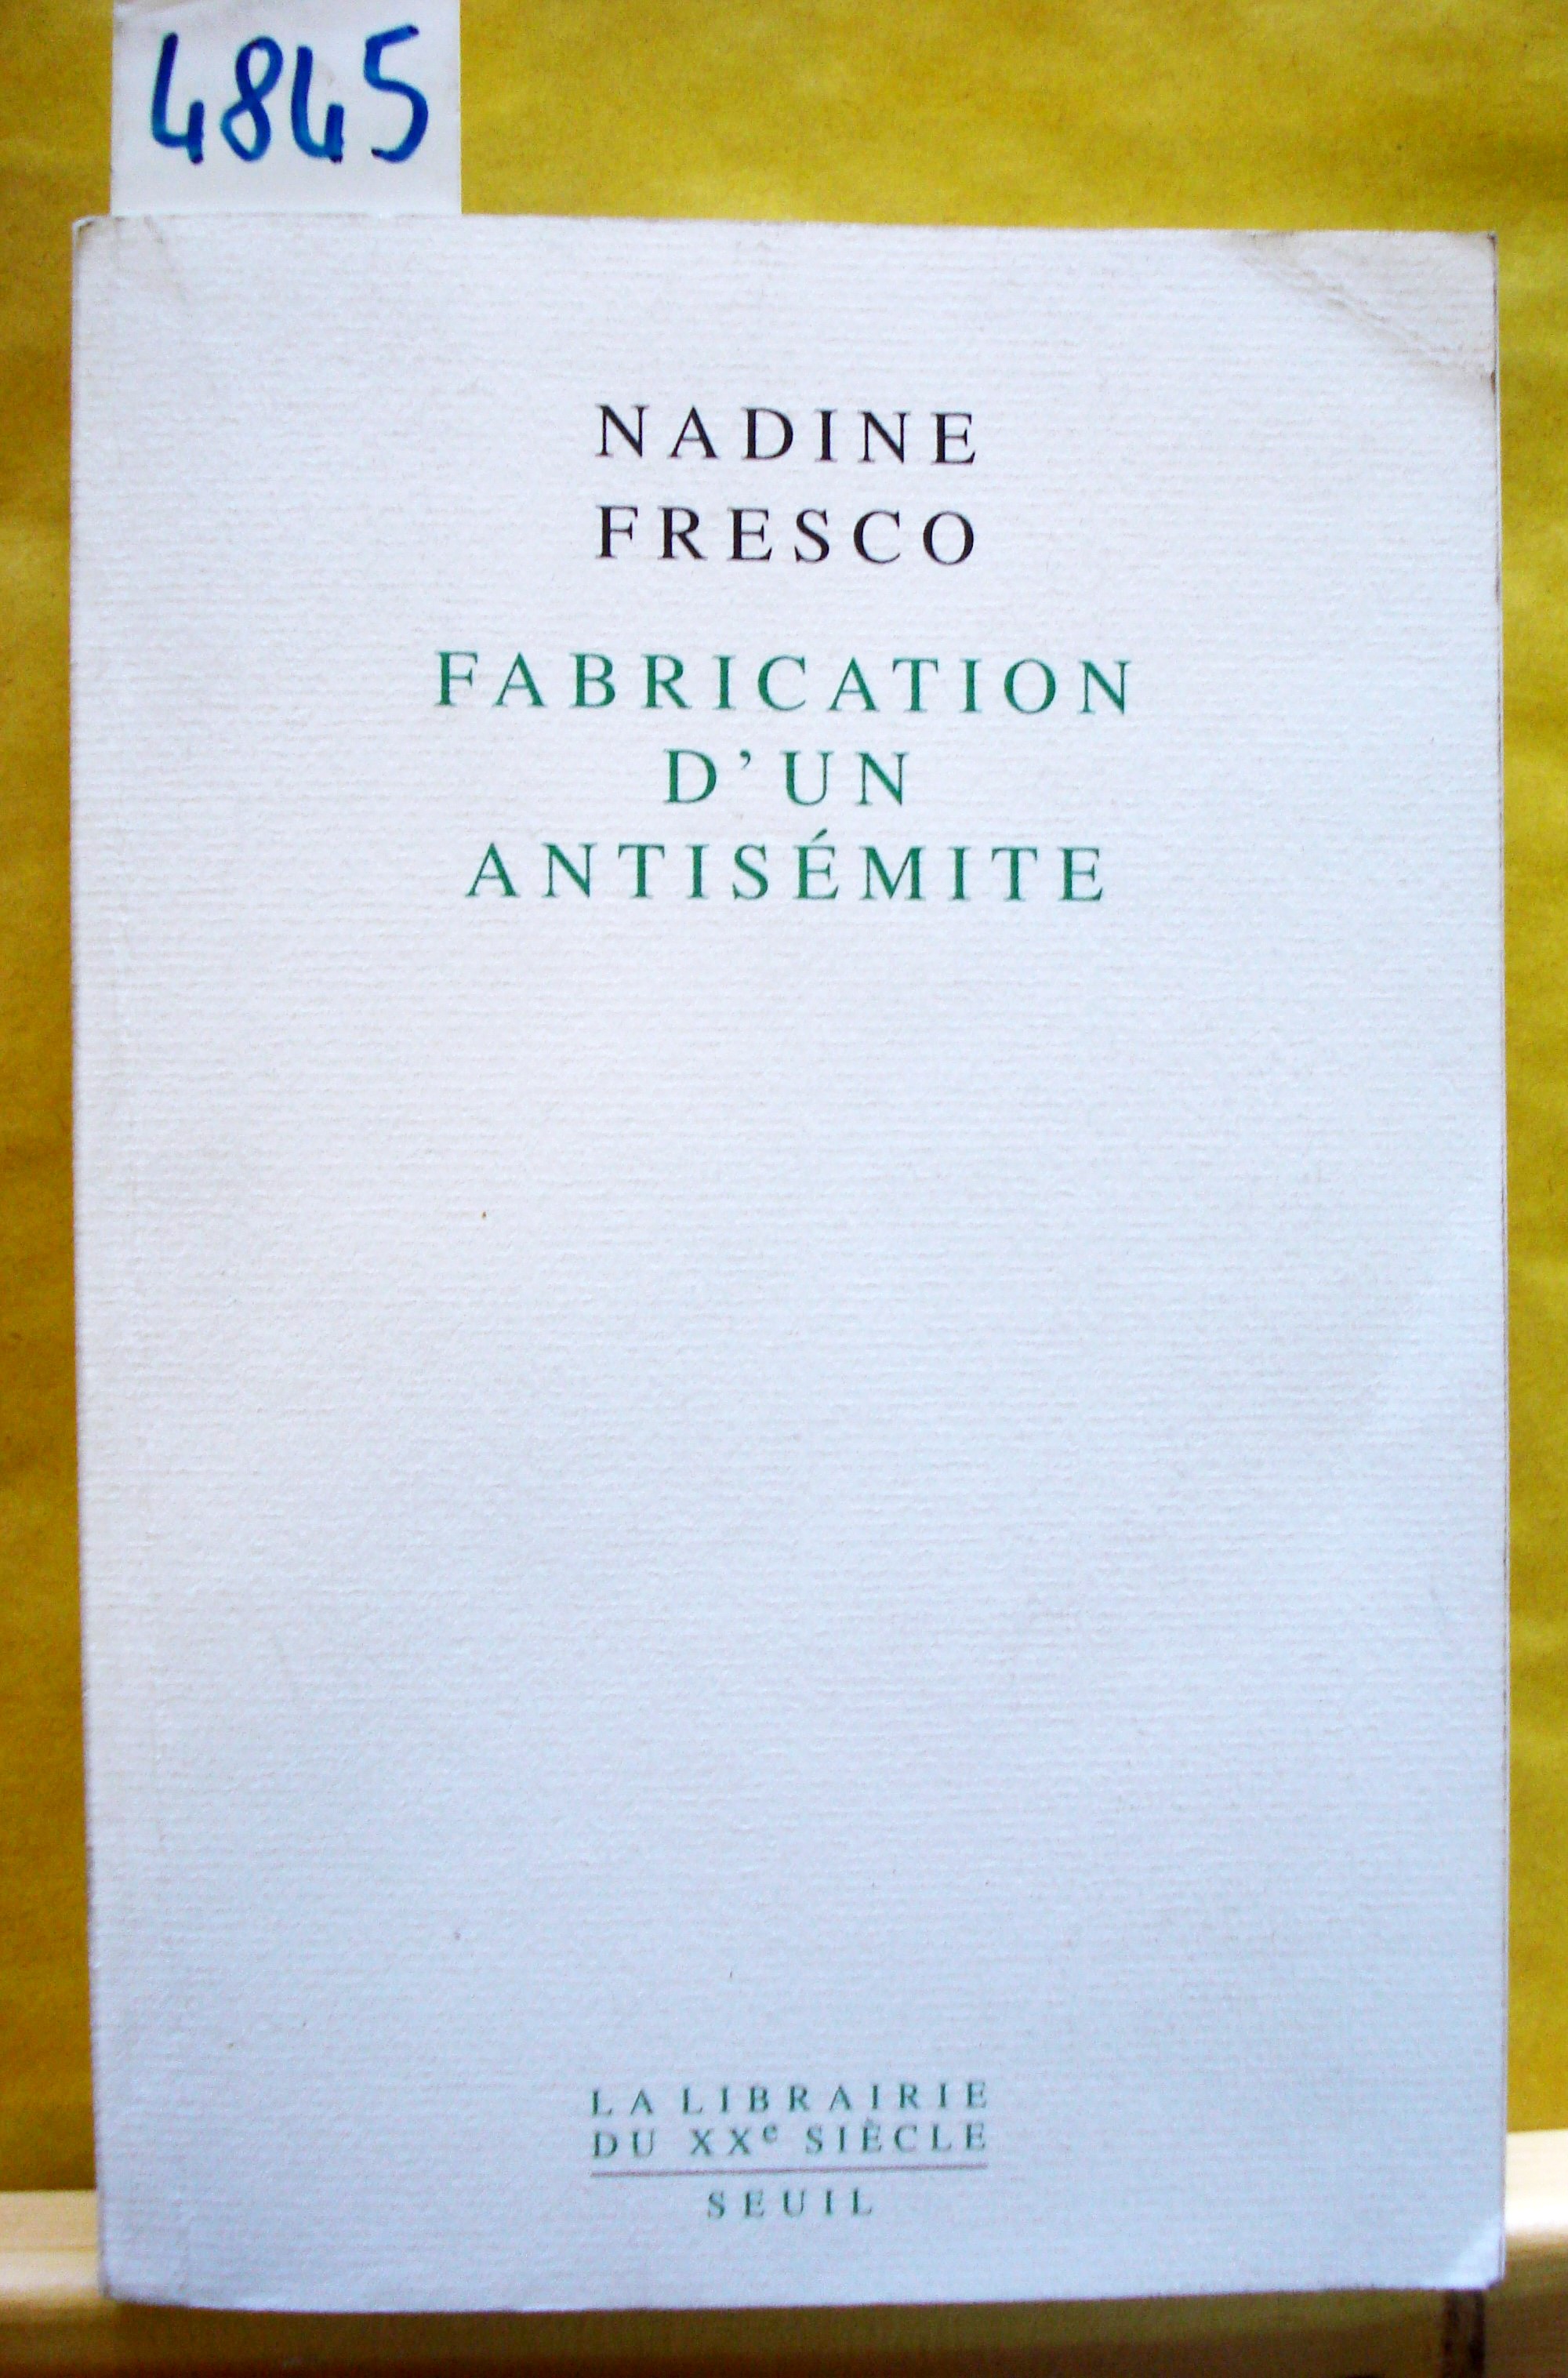 4845
NADINE
FRESCO
FABRICATION
D'UN
ANTISÉMITE
LA LIBRAIRIE
DU XXe SIÈCLE
SEUIL